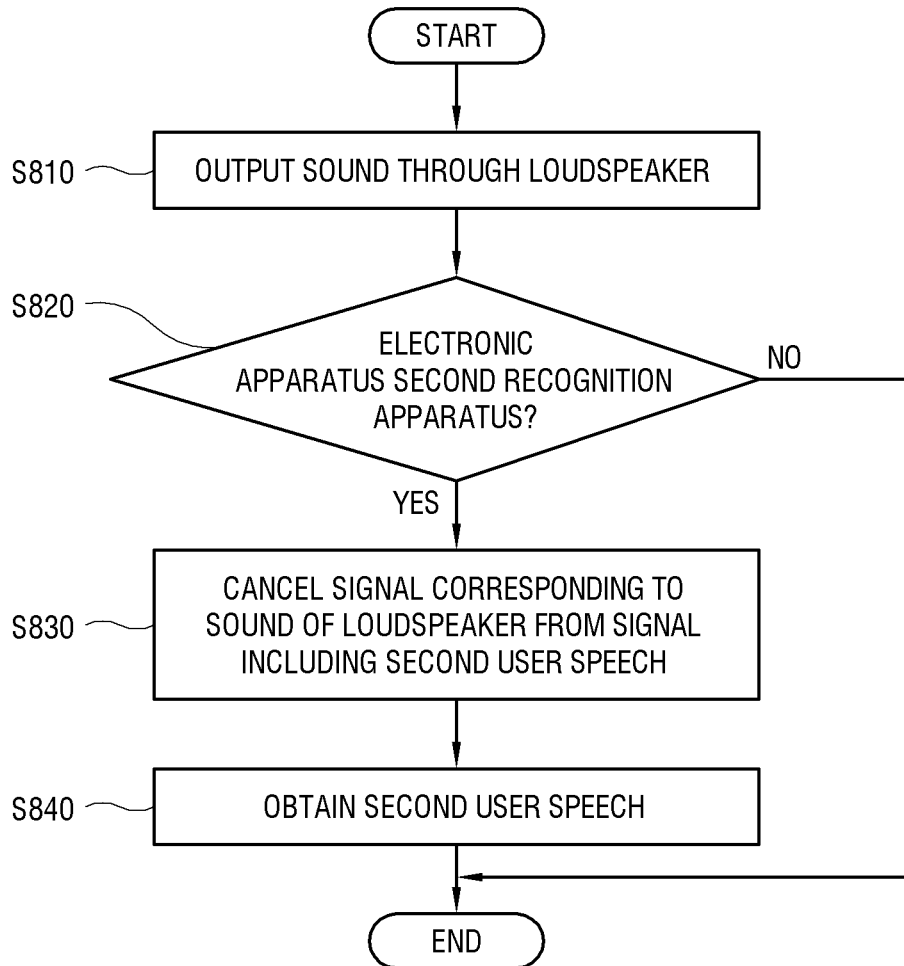 START
S810
OUTPUT SOUND THROUGH LOUDSPEAKER
S820
ELECTRONIC
APPARATUS SECOND RECOGNITION
APPARATUS?
NO
YES
S830
CANCEL SIGNAL CORRESPONDING TO
SOUND OF LOUDSPEAKER FROM SIGNAL
INCLUDING SECOND USER SPEECH
S840
OBTAIN SECOND USER SPEECH
END